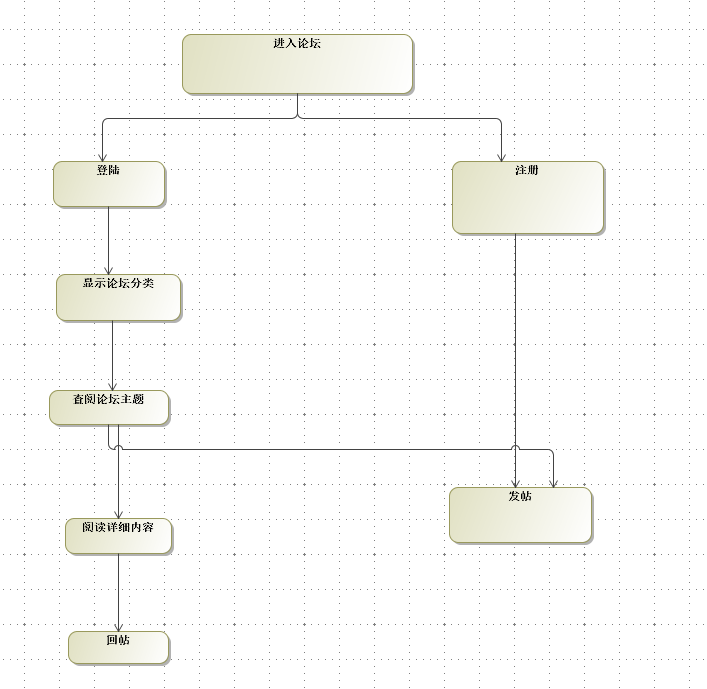 进入论坛
登陆
注册
显示论坛分类
查阅论坛主题
发帖
阅读详细内容
回帖